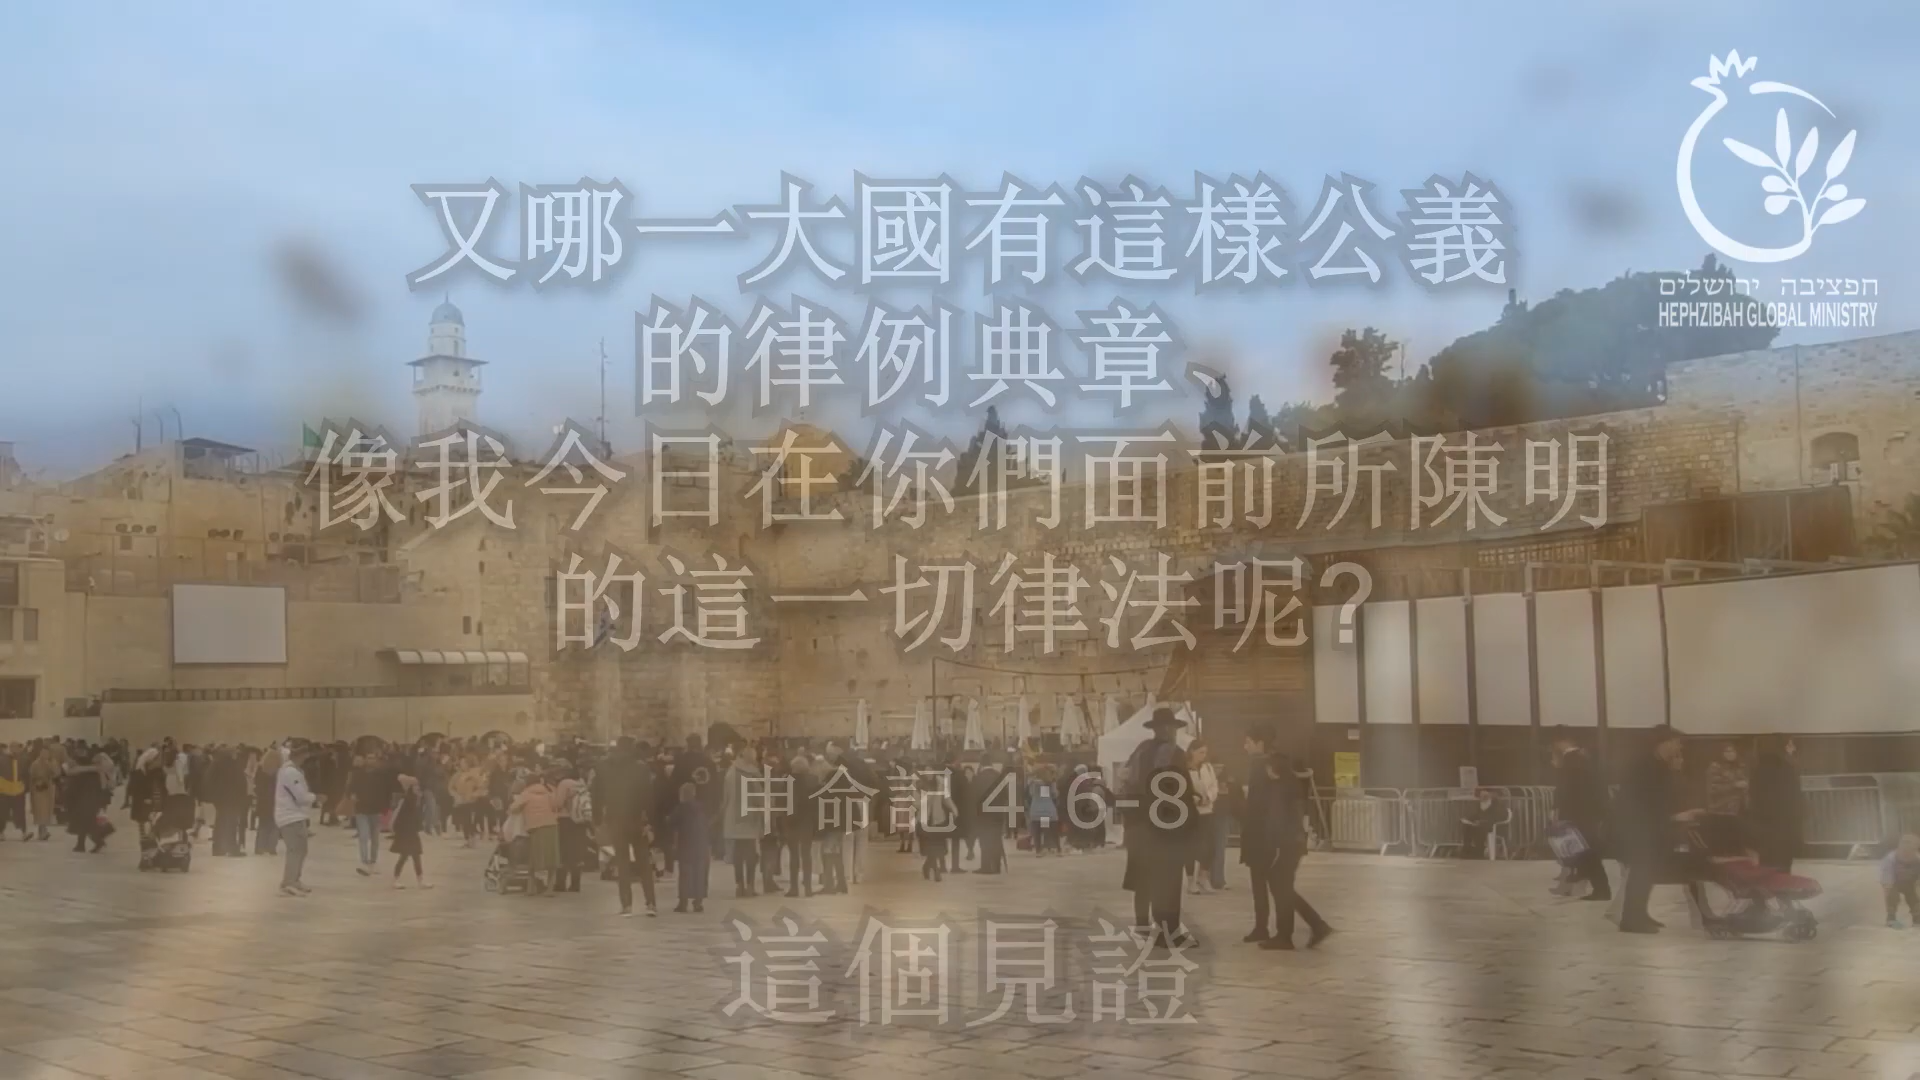 חפציבה ירושלים
HEPHZIBAH GLOBAL MINISTRY
又哪一大國有這樣公義
的律例典章、
像我今日在你們面前所陳明
的這一切律法呢?
申命記 4:6-8
這個見證